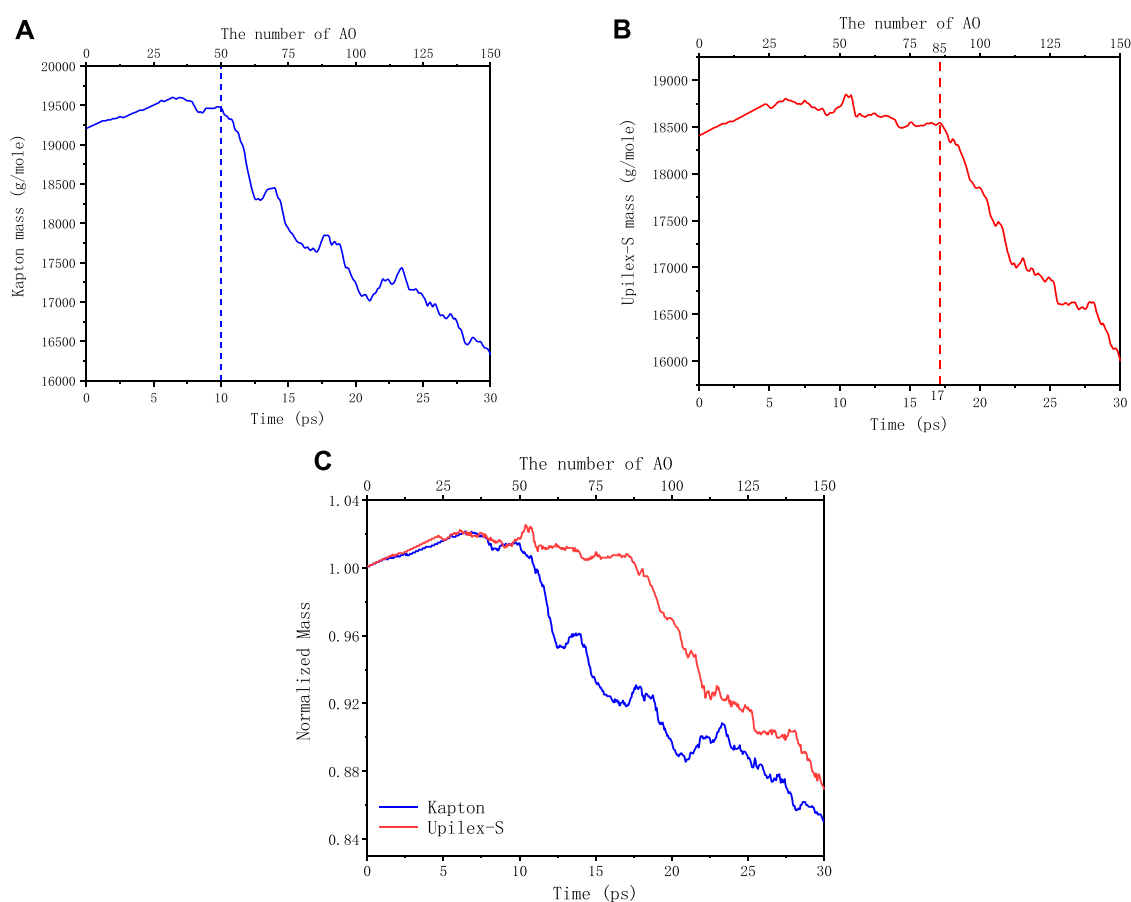 A
The number of AO
0 25 50 75 100 125 150
20000
19500
19000
18500
18000
17500
17000
16500
16000
Kapton mass (g/mole)
0 5 10 15 20 25 30
Time (ps)
B
The number of AO
0 25 50 75 85 100 125 150
19000
18500
18000
17500
17000
16500
16000
Upilex-S mass (g/mole)
17
0 5 10 15 20 25 30
Time (ps)
C
The number of AO
0 25 50 75 100 125 150
1.04
1.00
0.96
0.92
0.88
0.84
Normalized Mass
Kapton
Upilex-S
0 5 10 15 20 25 30
Time (ps)